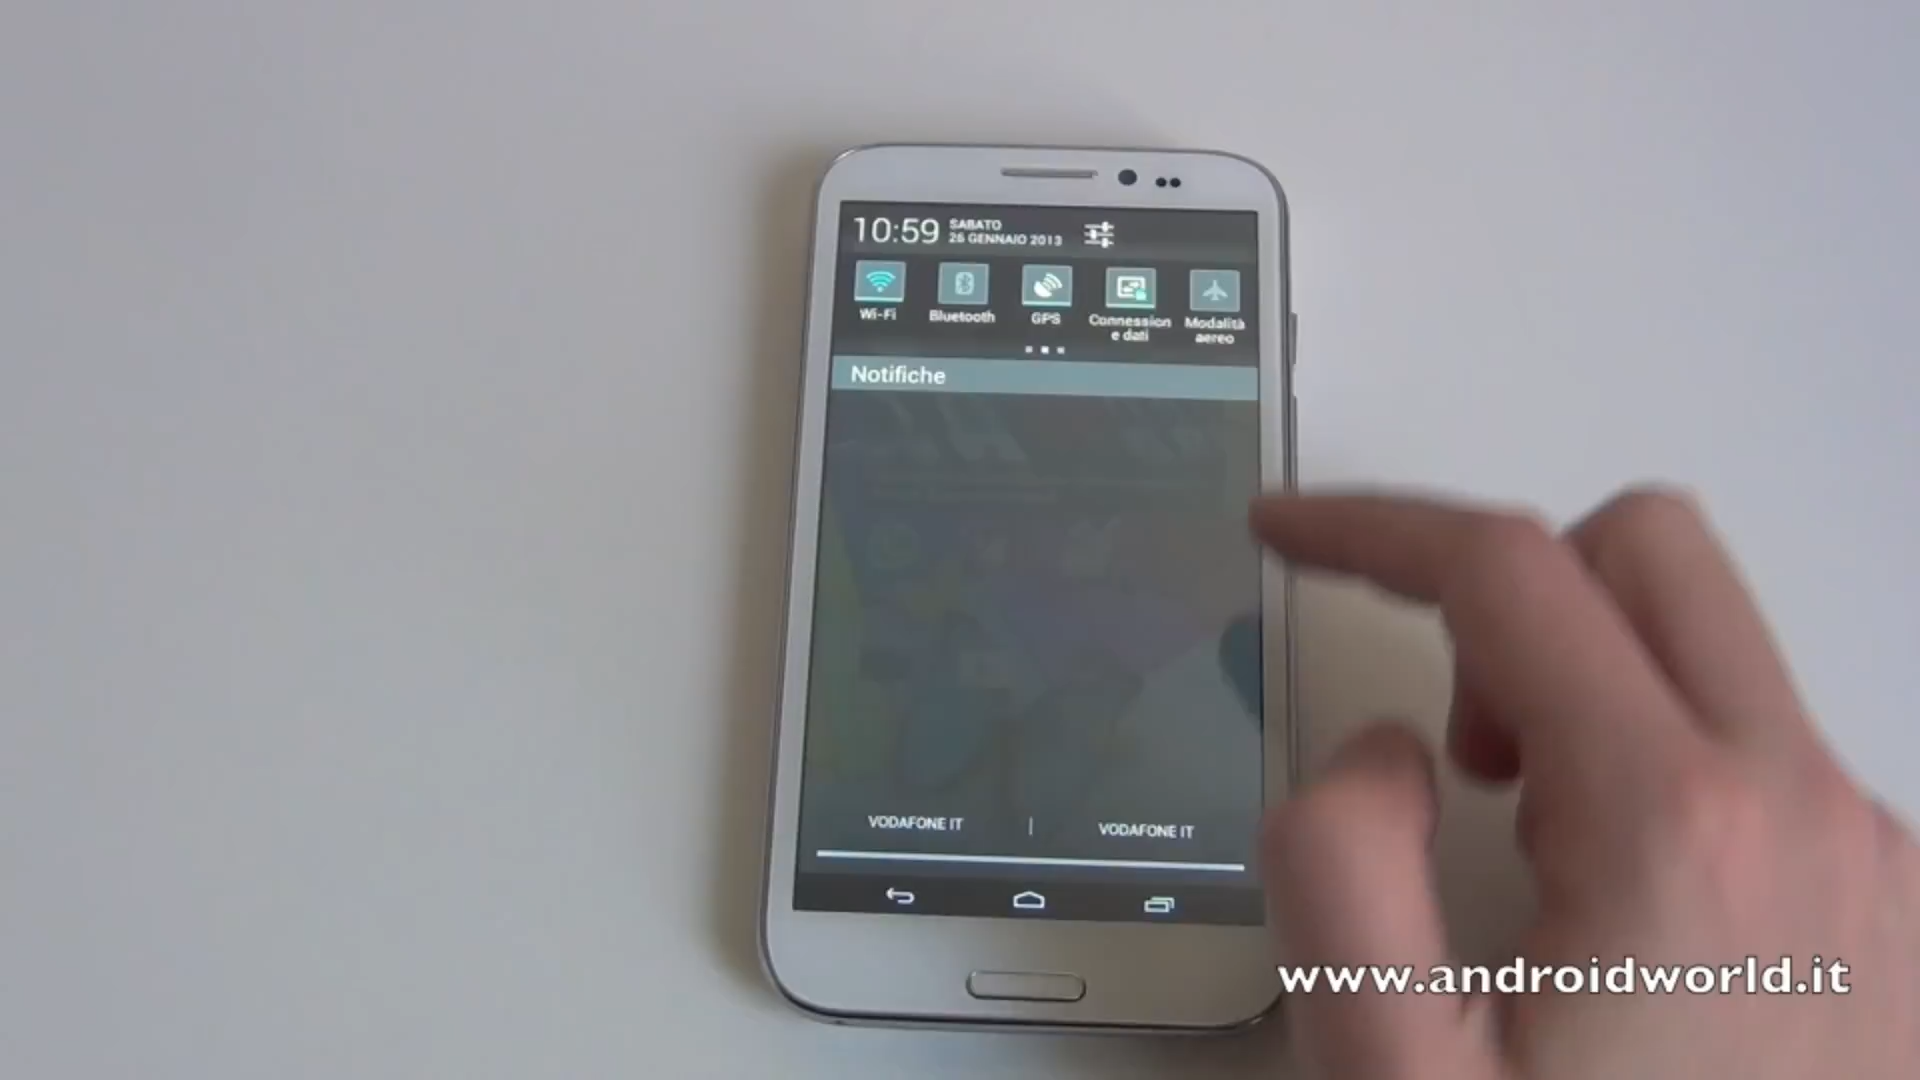 10:59
SABATO
26 GENNAIO 2013
Wi-Fi
Bluetooth
GPS
Connession
e dati
Modalità
aereo
Notifiche
VODAFONE IT | VODAFONE IT
www.androidworld.it